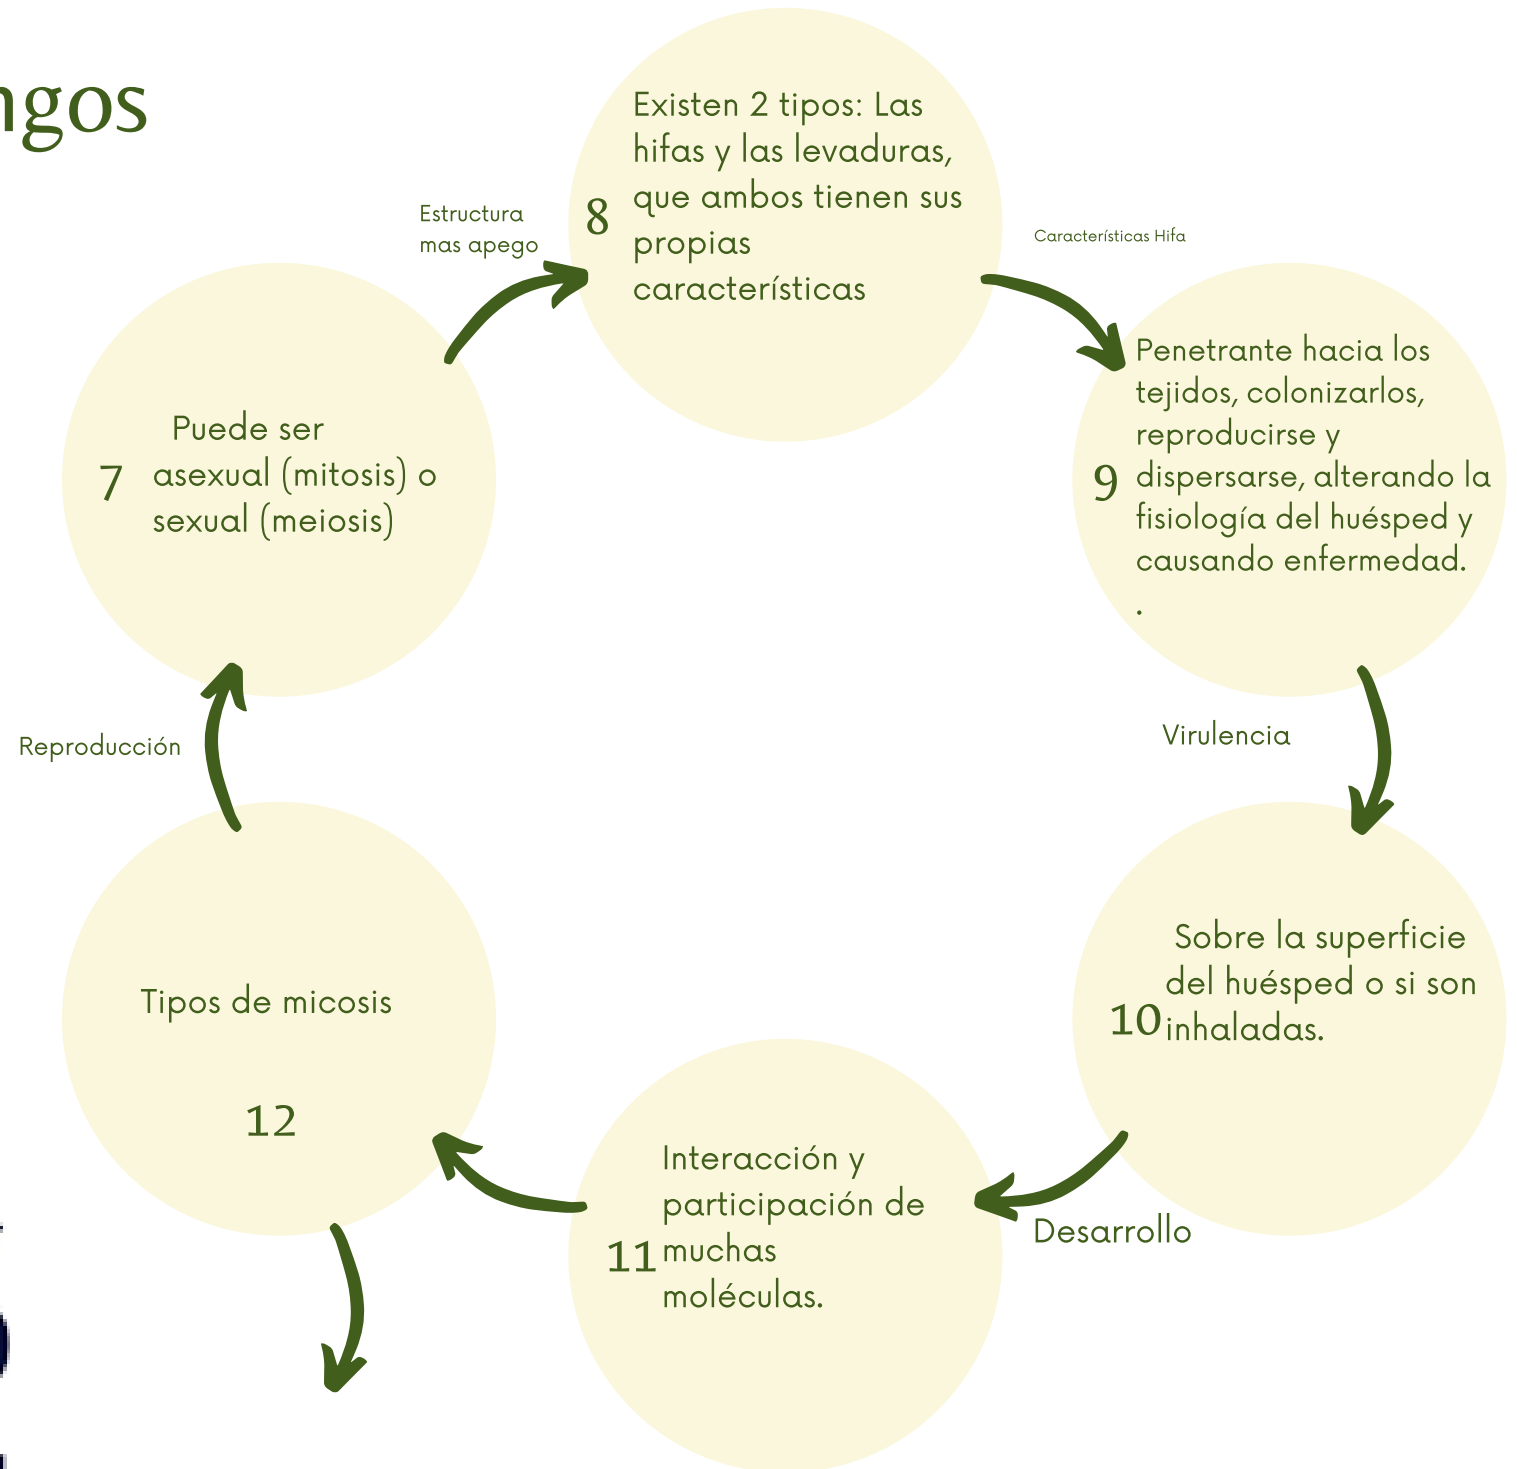 ngos
Estructura
mas apego
8
Existen 2 tipos: Las
hifas y las levaduras,
que ambos tienen sus
propias
características
Características Hifa
9
Penetrante hacia los
tejidos, colonizarlos,
reproducirse y
dispersarse, alterando la
fisiología del huésped y
causando enfermedad.
.
Virulencia
10
Sobre la superficie
del huésped o si son
inhaladas.
Desarrollo
11
Interacción y
participación de
muchas
moléculas.
Tipos de micosis
12
Reproducción
7
Puede ser
asexual (mitosis) o
sexual (meiosis)